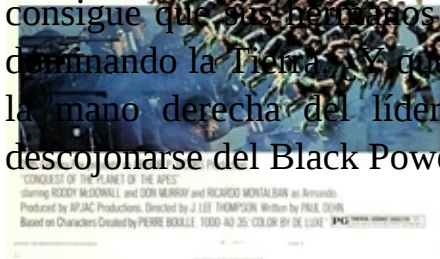 consigue que sus hermanos
dominando la Tierra. ¿Y que
la mano derecha del líder
descojonarse del Black Powe
"CONQUEST OF THE PLANET OF THE APES"
starring RODDY McDOWALL and DON MURRAY and RICARDO MONTALBAN as Armando.
Produced by APJAC Productions, Directed by J. LEE THOMPSON. Written by PAUL DEHN.
Based on Characters Created by PIERRE BOULLE. TODD-AO 35. COLOR BY DE LUXE® PG